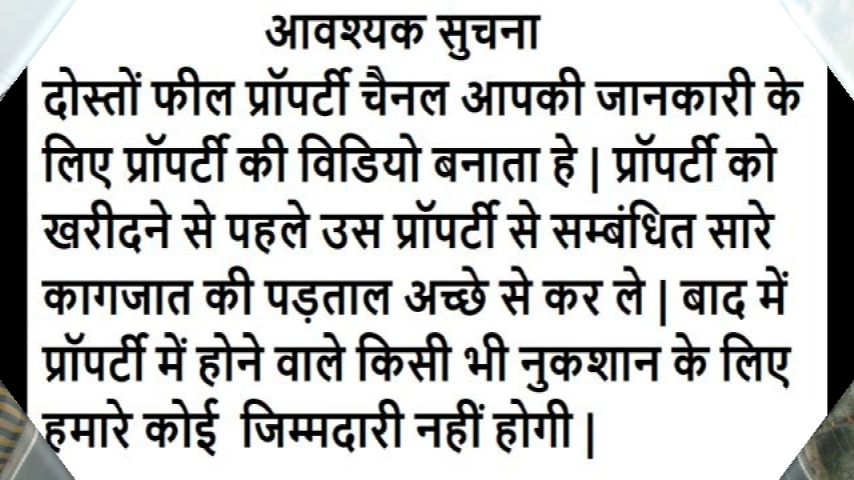 आवश्यक सुचना
दोस्तों फील प्रॉपर्टी चैनल आपकी जानकारी के
लिए प्रॉपर्टी की विडियो बनाता हे |  प्रॉपर्टी को
खरीदने से पहले उस प्रॉपर्टी से सम्बंधित सारे
कागजात की पड़ताल अच्छे से कर ले | बाद में
प्रॉपर्टी में होने वाले किसी भी नुकशान के लिए
हमारे कोई जिम्मदारी नहीं होगी |